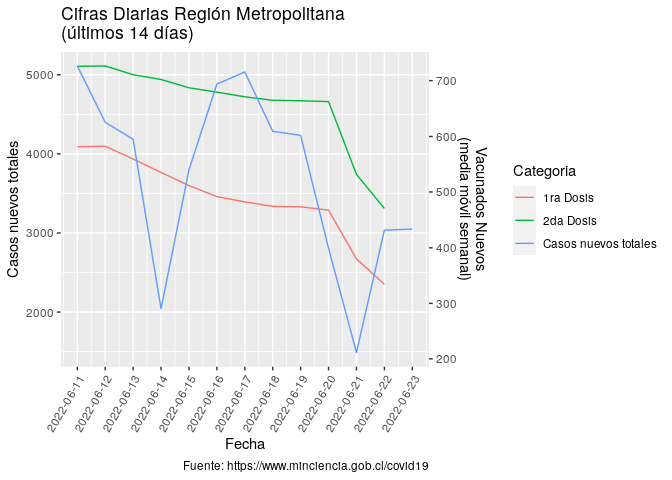 Cifras Diarias Región Metropolitana
(últimos 14 días)
Casos nuevos totales
5000
4000
3000
2000
700
600
500
400
300
200
Vacunados Nuevos
(media móvil semanal)
2022-06-11
2022-06-12
2022-06-13
2022-06-14
2022-06-15
2022-06-16
2022-06-17
2022-06-18
2022-06-19
2022-06-20
2022-06-21
2022-06-22
2022-06-23
Fecha
Categoria
1ra Dosis
2da Dosis
Casos nuevos totales
Fuente: https://www.minciencia.gob.cl/covid19